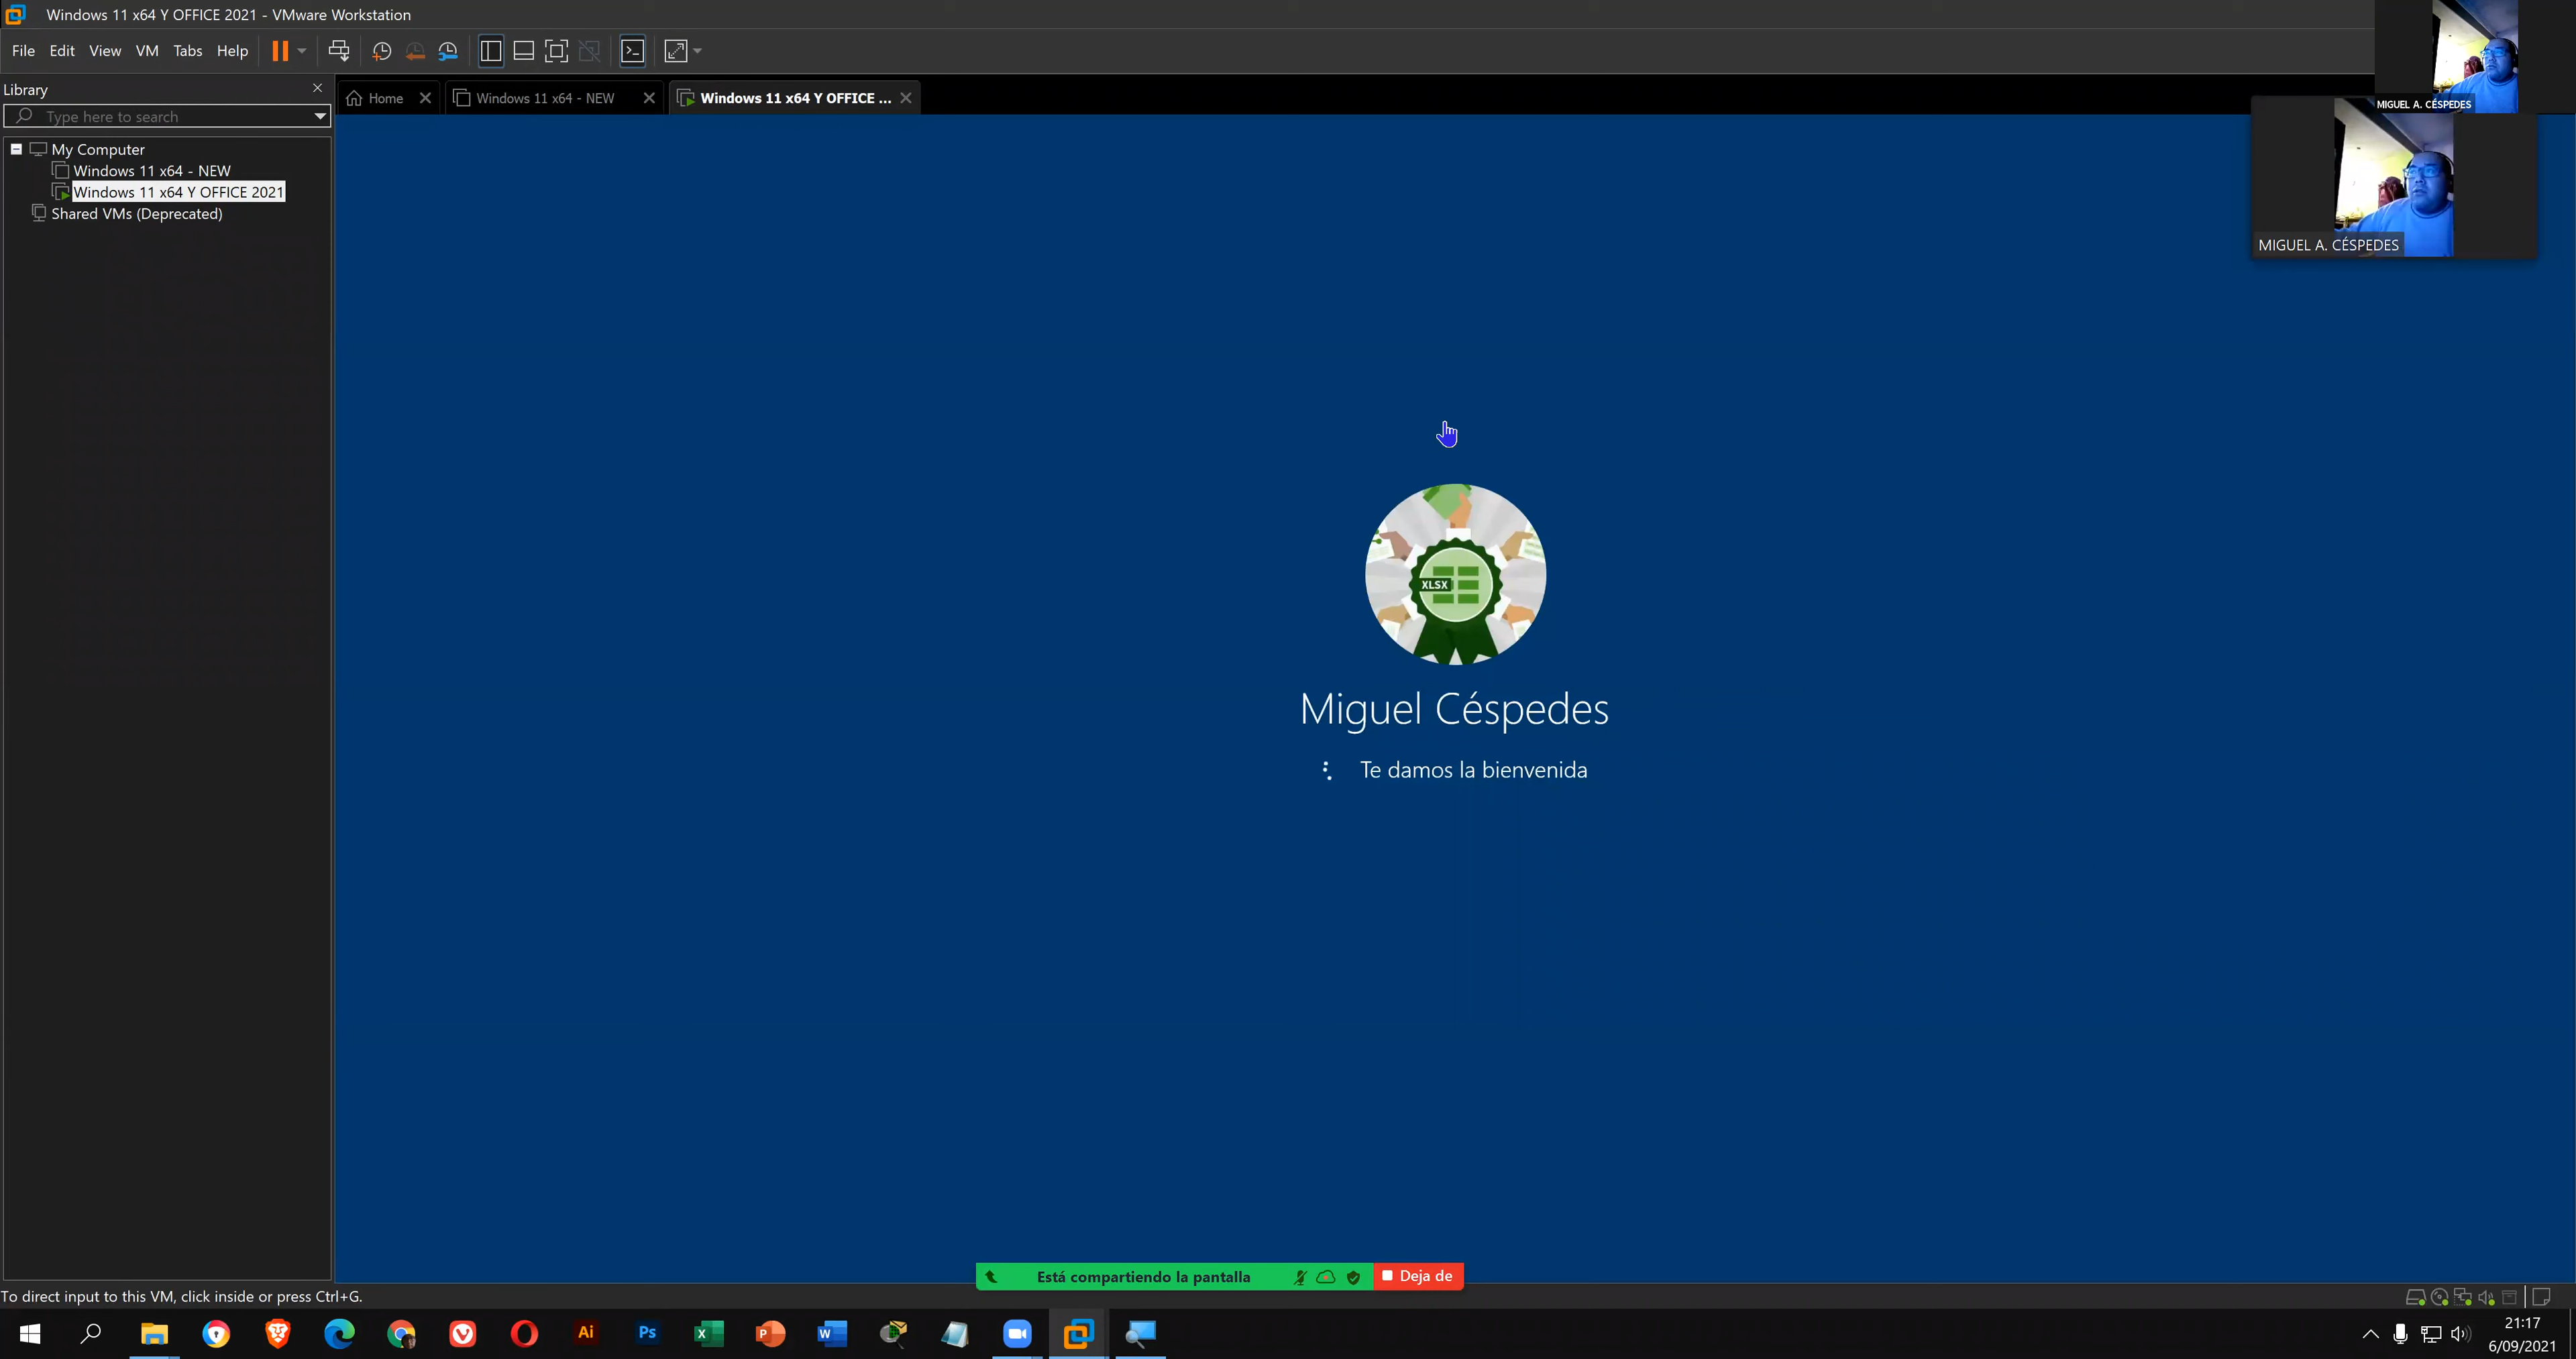 Windows 11 x64 Y OFFICE 2021 - VMware Workstation
File Edit View VM Tabs Help
Library
Type here to search
My Computer
Windows 11 x64 - NEW
Windows 11 x64 Y OFFICE 2021
Shared VMs (Deprecated)
Home
Windows 11 x64 - NEW
Windows 11 x64 Y OFFICE ...
MIGUEL A. CÉSPEDES
MIGUEL A. CÉSPEDES
XLSX
Miguel Céspedes
Te damos la bienvenida
Está compartiendo la pantalla
Deja de
To direct input to this VM, click inside or press Ctrl+G.
Ai
Ps
X
P
W
21:17
6/09/2021